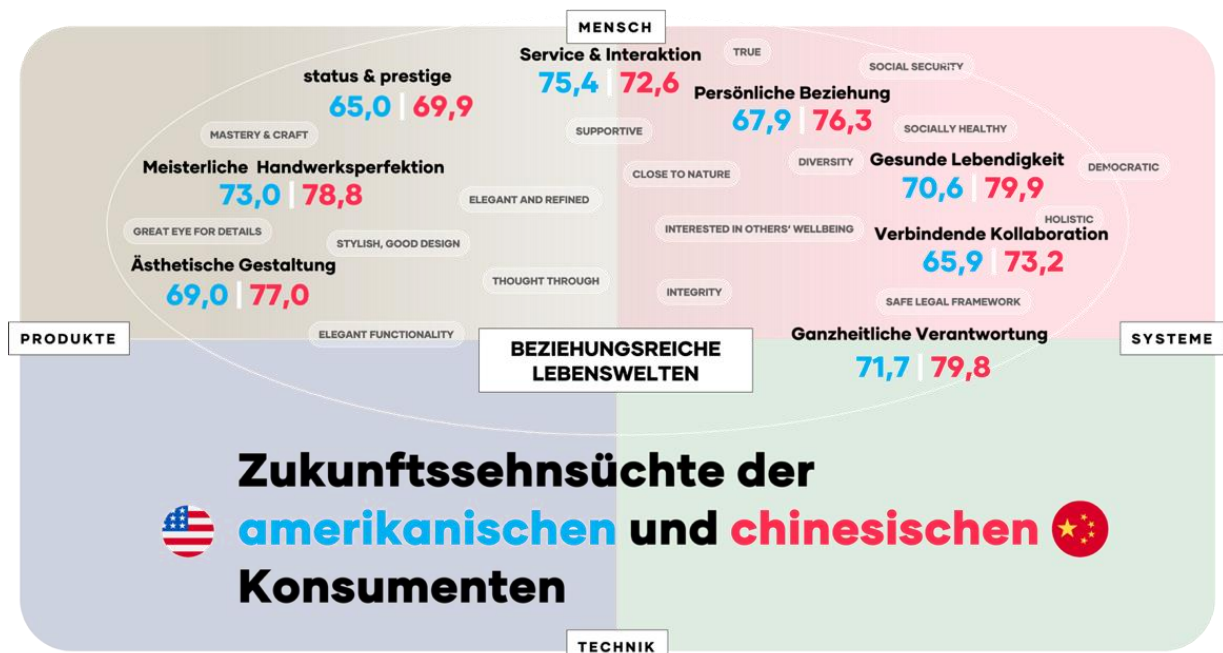 MENSCH
Service & Interaktion
75,4 | 72,6
TRUE
SOCIAL SECURITY
status & prestige
65,0 | 69,9
Persönliche Beziehung
67,9 | 76,3
MASTERY & CRAFT
SUPPORTIVE
SOCIALLY HEALTHY
Meisterliche Handwerksperfektion
73,0 | 78,8
CLOSE TO NATURE
DIVERSITY
Gesunde Lebendigkeit
70,6 | 79,9
DEMOCRATIC
ELEGANT AND REFINED
GREAT EYE FOR DETAILS
STYLISH, GOOD DESIGN
INTERESTED IN OTHERS' WELLBEING
HOLISTIC
Verbindende Kollaboration
65,9 | 73,2
Ästhetische Gestaltung
69,0 | 77,0
THOUGHT THROUGH
INTEGRITY
SAFE LEGAL FRAMEWORK
ELEGANT FUNCTIONALITY
Ganzheitliche Verantwortung
71,7 | 79,8
PRODUKTE
BEZIEHUNGSREICHE
LEBENSWELTEN
SYSTEME
Zukunftssehnsüchte der
amerikanischen und chinesischen
Konsumenten
TECHNIK